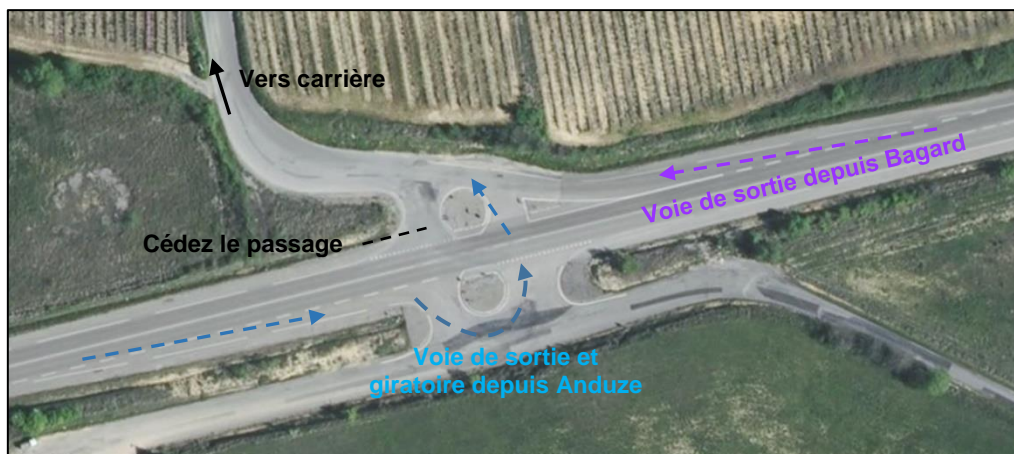 Vers carrière
Voie de sortie depuis Bagard
Cédez le passage
Voie de sortie et
giratoire depuis Anduze